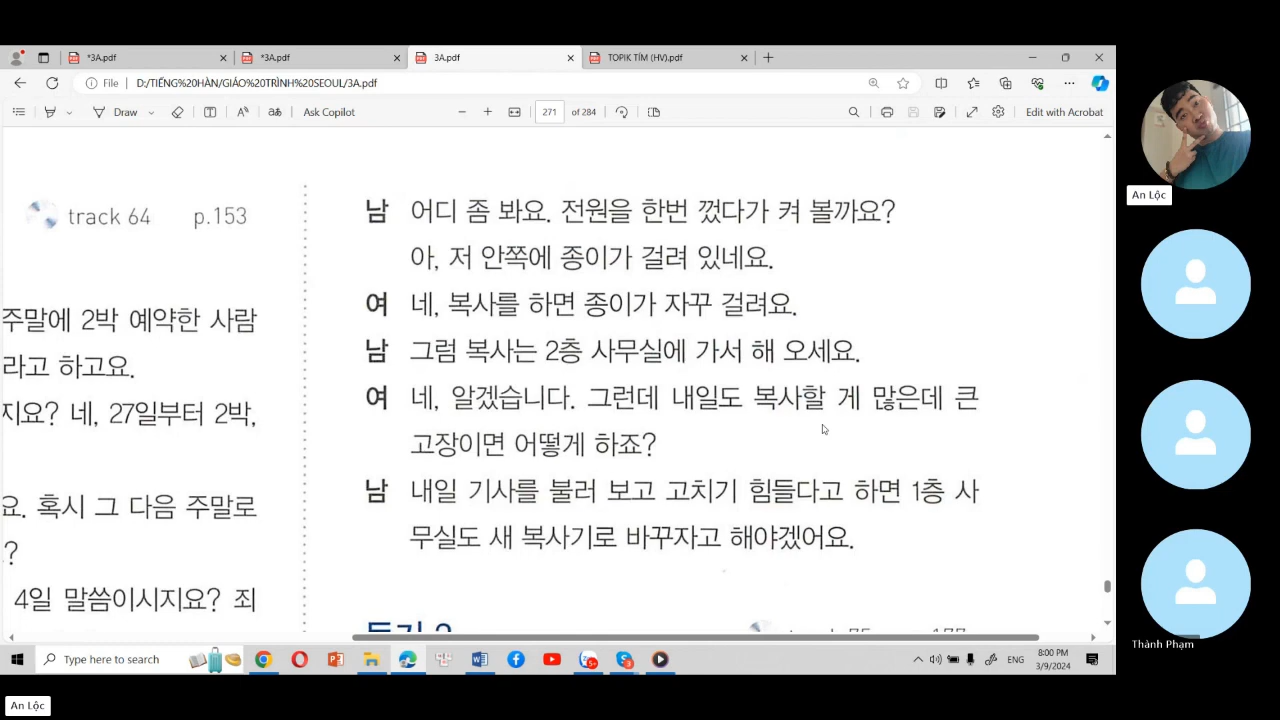 *3A.pdf
*3A.pdf
3A.pdf
TOPIK TÍM (HV).pdf
File
D:/TIẾNG%20HÀN/GIÁO%20TRÌNH%20SEOUL/3A.pdf
Draw
Ask Copilot
271 of 284
Edit with Acrobat
track 64 p.153
주말에 2박 예약한 사람
라고 하고요.
지요? 네, 27일부터 2박,
요. 혹시 그 다음 주말로
?
4일 말씀이시지요? 죄
남 어디 좀 봐요. 전원을 한번 껐다가 켜 볼까요?
아, 저 안쪽에 종이가 걸려 있네요.
여 네, 복사를 하면 종이가 자꾸 걸려요.
남 그럼 복사는 2층 사무실에 가서 해 오세요.
여 네, 알겠습니다. 그런데 내일도 복사할 게 많은데 큰
고장이면 어떻게 하죠?
남 내일 기사를 불러 보고 고치기 힘들다고 하면 1층 사
무실도 새 복사기로 바꾸자고 해야겠어요.
Type here to search
ENG
8:00 PM
3/9/2024
An Lộc
Thành Phạm
An Lộc